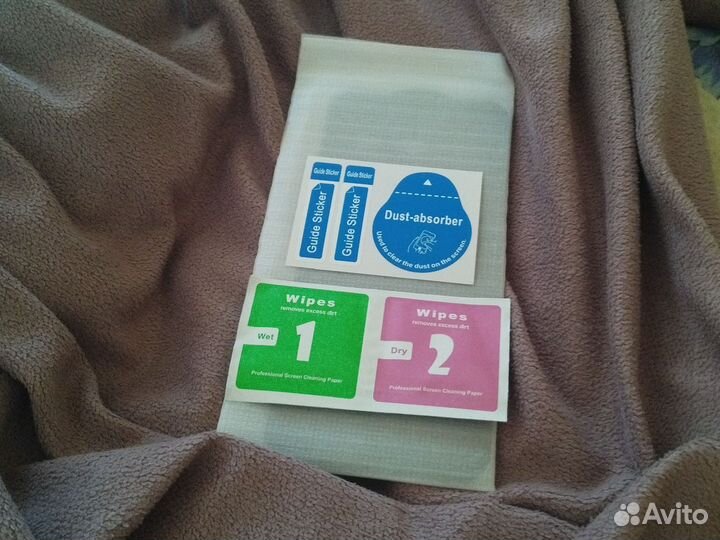 Guide Sticker
Guide Sticker
Guide Sticker
Guide Sticker
Dust-absorber
Used to clear the dust on the screen.
Wipes
removes excess dirt
Wet
1
Professional Screen Cleaning Paper
Wipes
removes excess dirt
Dry
2
Professional Screen Cleaning Paper
Avito